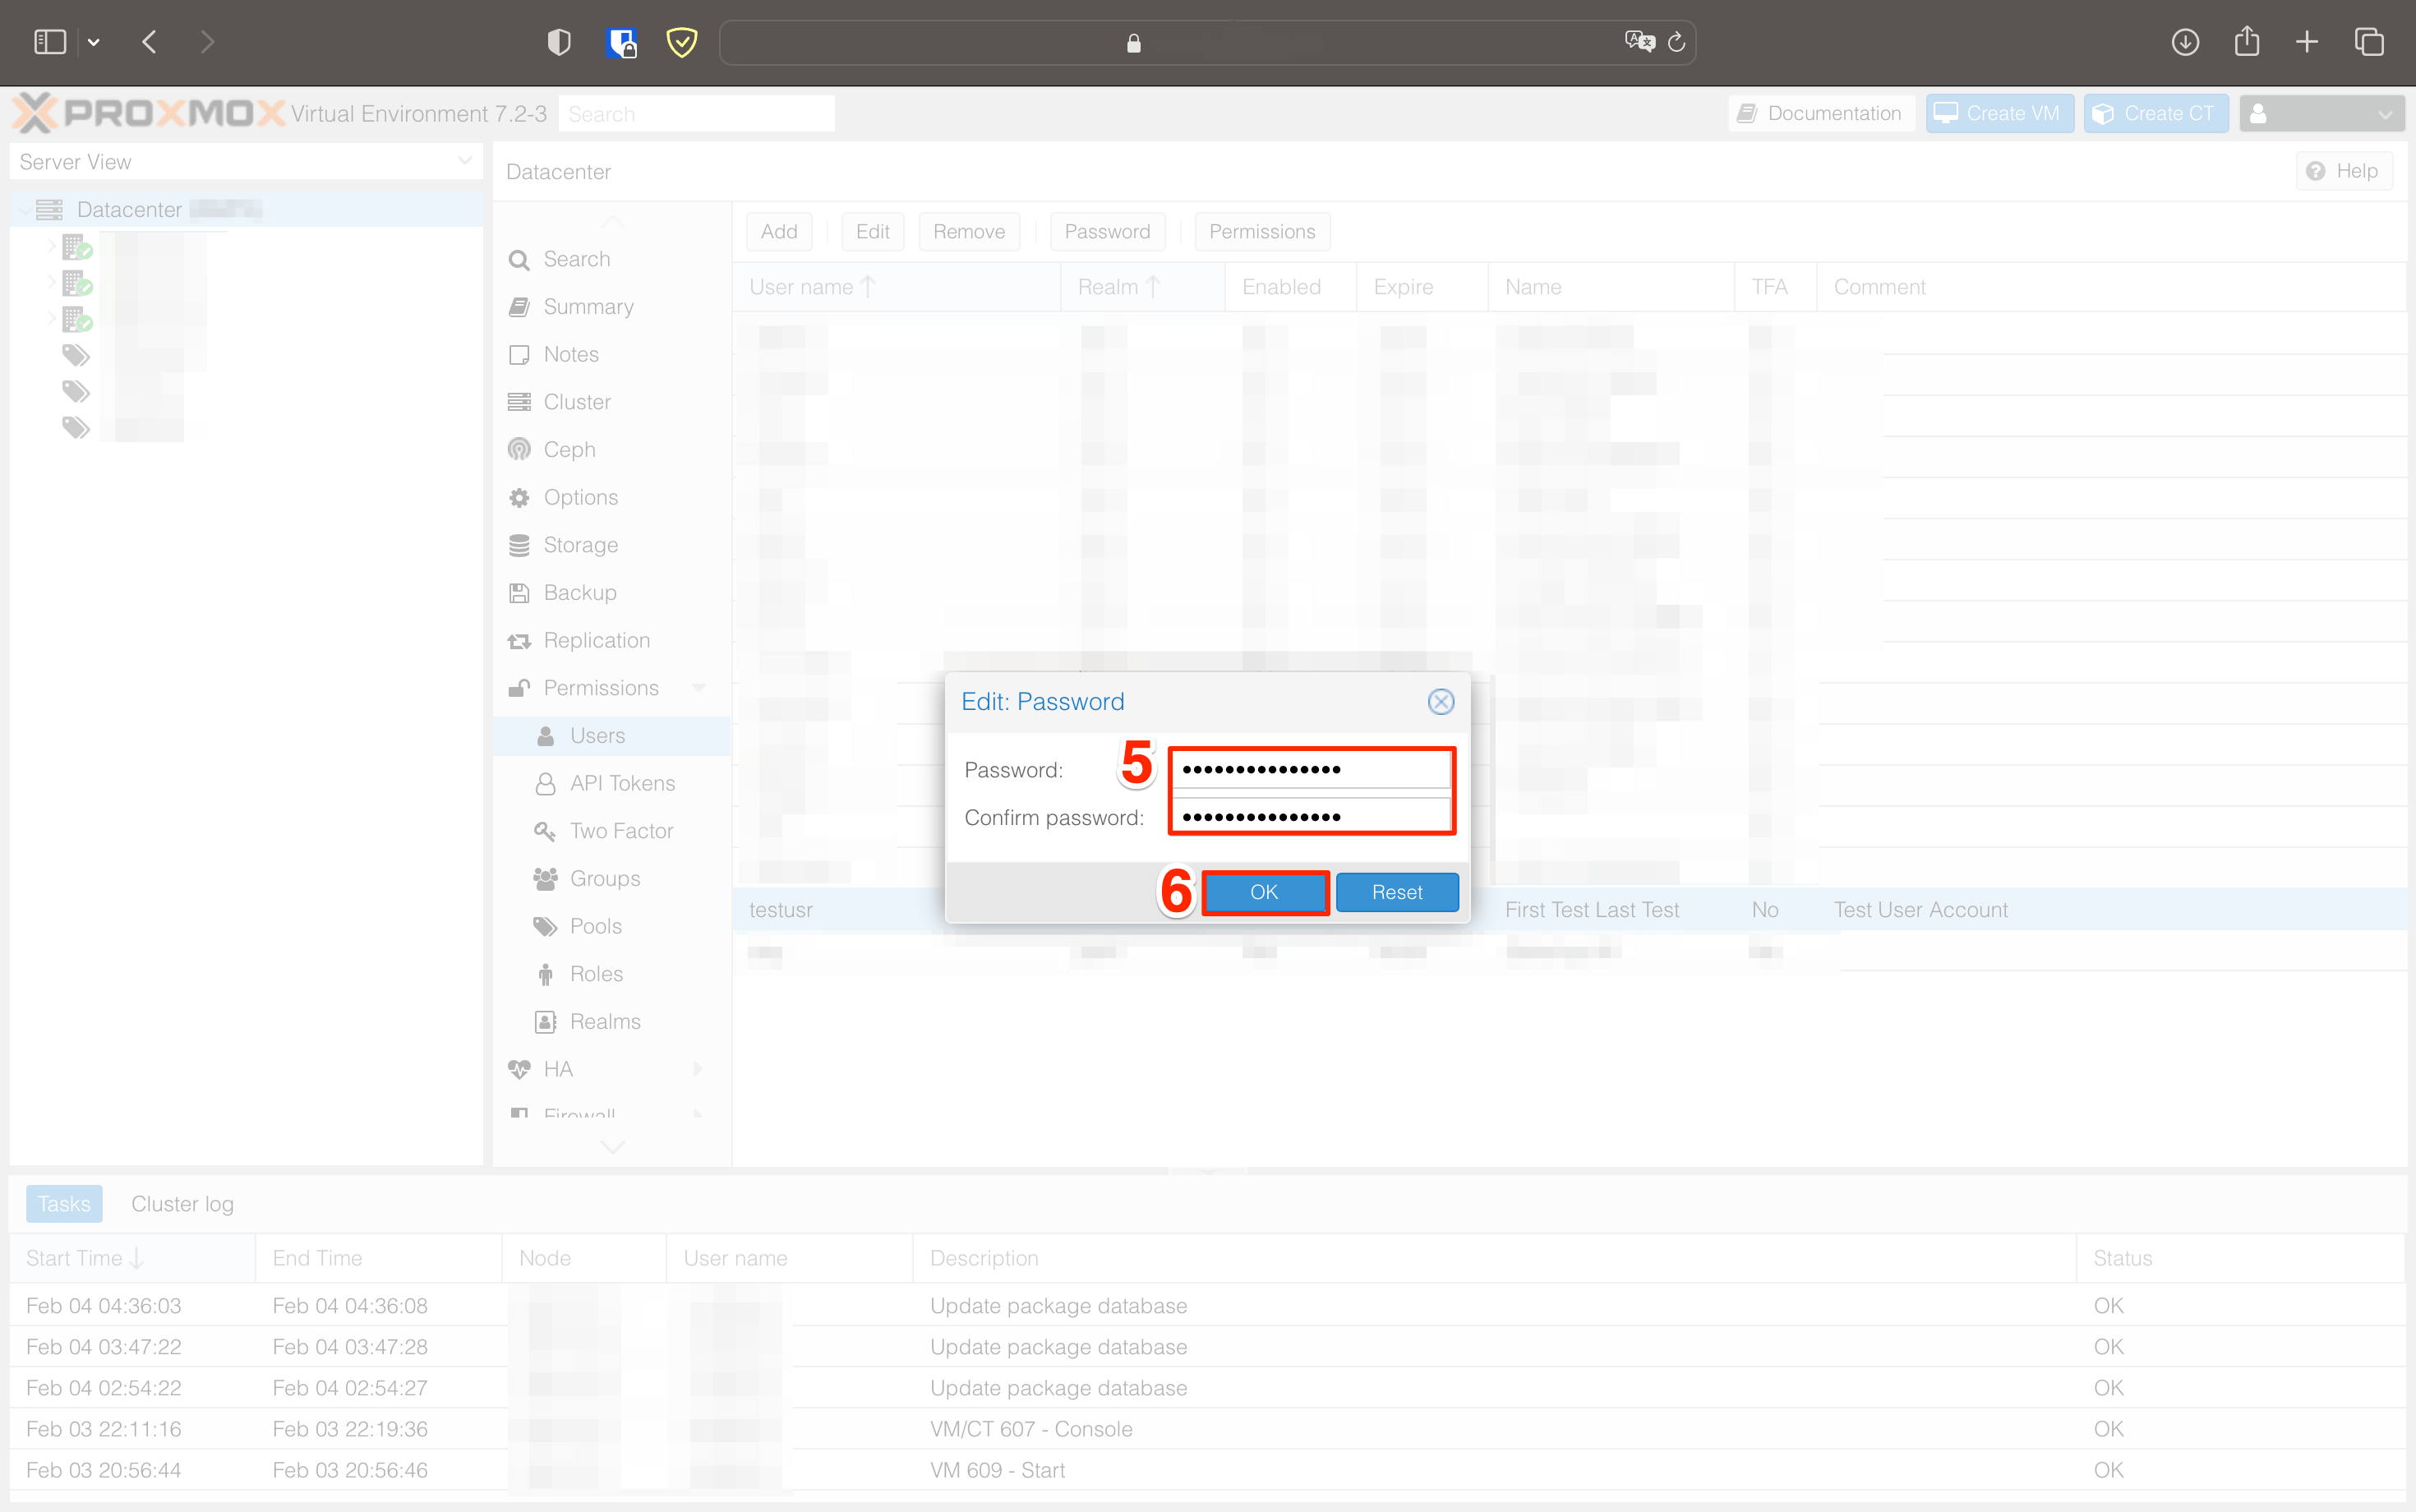 PROXMOX Virtual Environment 7.2-3 Search Documentation Create VM Create CT
Server View
Datacenter
Datacenter
Help
Search
Summary
Notes
Cluster
Ceph
Options
Storage
Backup
Replication
Permissions
Users
API Tokens
Two Factor
Groups
Pools
Roles
Realms
HA
Firewall
Add Edit Remove Password Permissions
User name Realm Enabled Expire Name TFA Comment
Edit: Password
Password: 5 •••••••••••••••
Confirm password: •••••••••••••••
6 OK Reset
testusr First Test Last Test No Test User Account
Tasks Cluster log
Start Time End Time Node User name Description Status
Feb 04 04:36:03 Feb 04 04:36:08 Update package database OK
Feb 04 03:47:22 Feb 04 03:47:28 Update package database OK
Feb 04 02:54:22 Feb 04 02:54:27 Update package database OK
Feb 03 22:11:16 Feb 03 22:19:36 VM/CT 607 - Console OK
Feb 03 20:56:44 Feb 03 20:56:46 VM 609 - Start OK